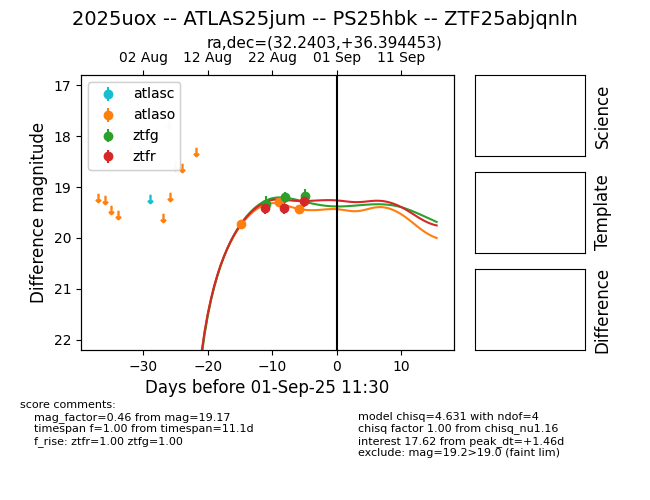 2025uox -- ATLAS25jum -- PS25hbk -- ZTF25abjqnln
ra,dec=(32.2403,+36.394453)
02 Aug 12 Aug 22 Aug 01 Sep 11 Sep
17
18
19
20
21
22
Difference magnitude
atlasc
atlaso
ztfg
ztfr
−30 −20 −10 0 10
Days before 01-Sep-25 11:30
Science
Template
Difference
score comments:
mag_factor=0.46 from mag=19.17
timespan f=1.00 from timespan=11.1d
f_rise: ztfr=1.00 ztfg=1.00
model chisq=4.631 with ndof=4
chisq factor 1.00 from chisq_nu1.16
interest 17.62 from peak_dt=+1.46d
exclude: mag=19.2>19.0 (faint lim)